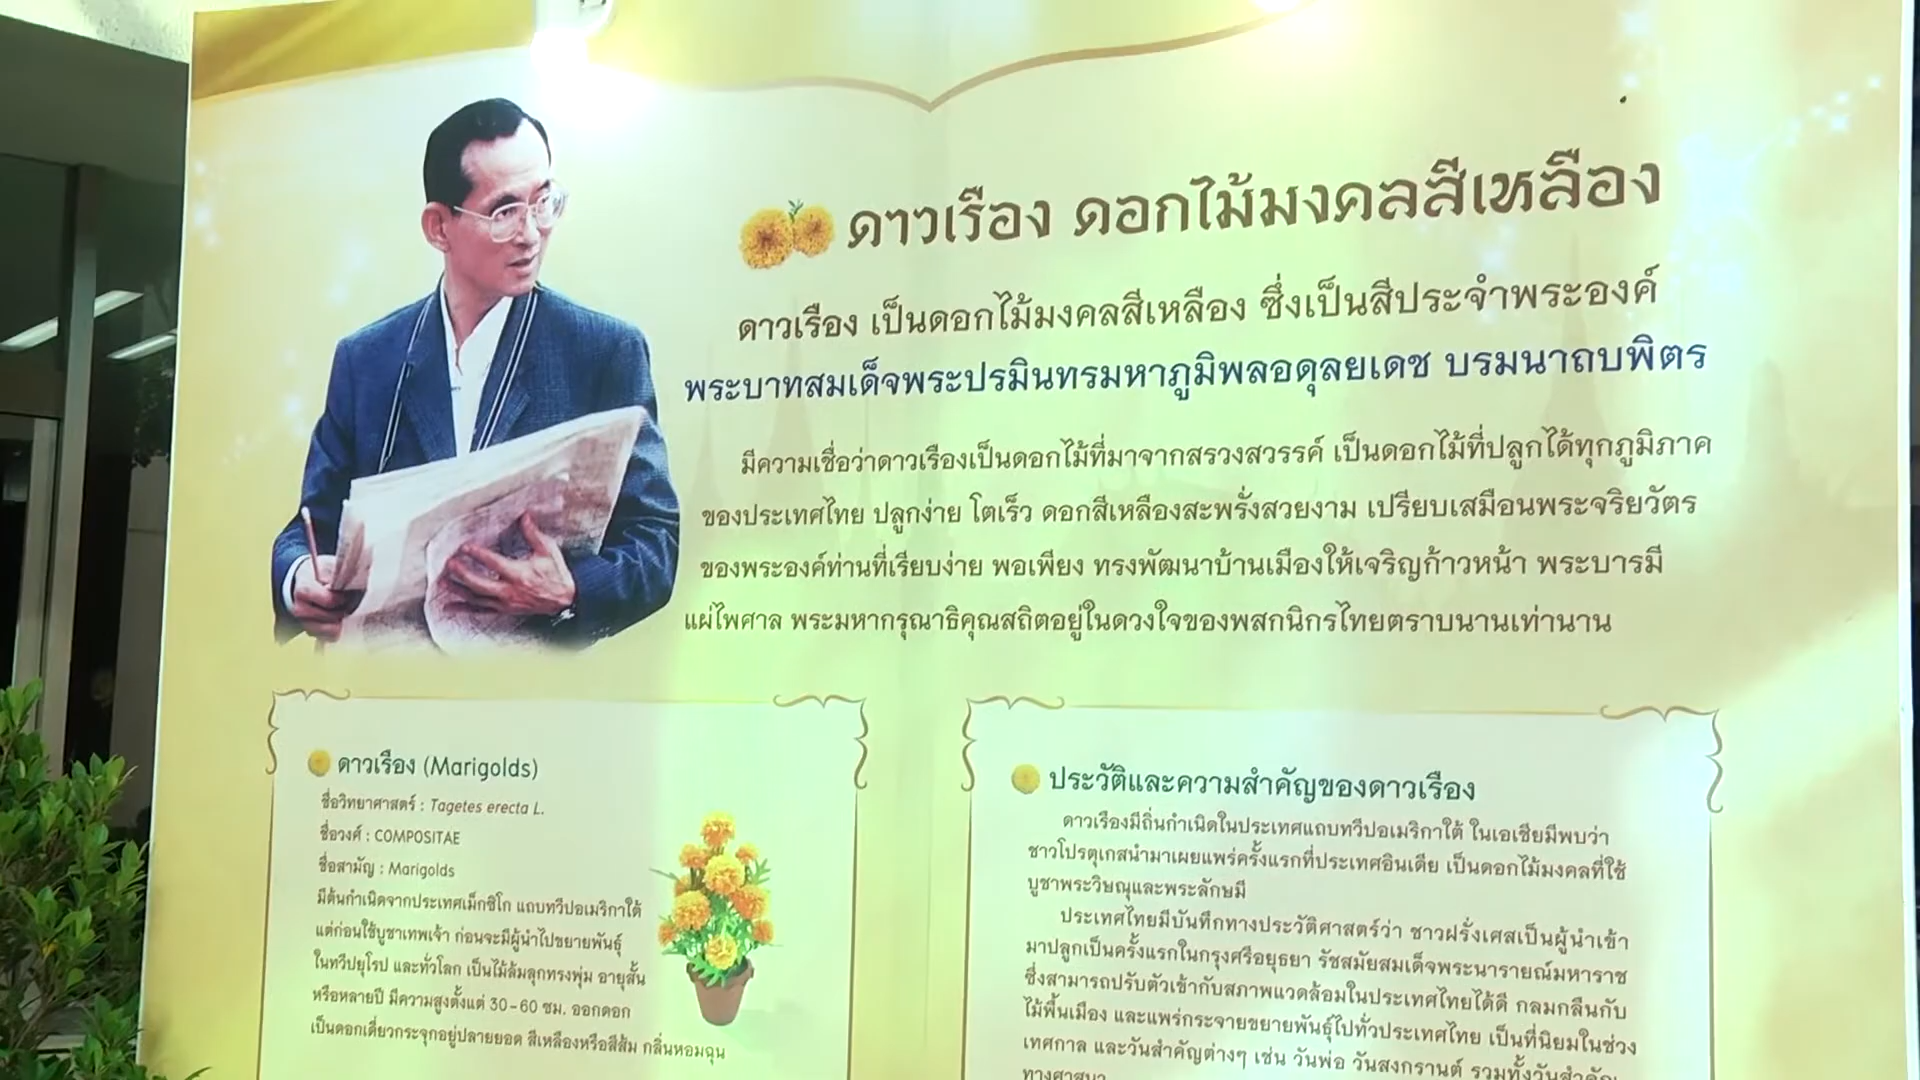 ดาวเรือง ดอกไม้มงคลสีเหลือง
ดาวเรือง เป็นดอกไม้มงคลสีเหลือง ซึ่งเป็นสีประจำพระองค์
พระบาทสมเด็จพระปรมินทรมหาภูมิพลอดุลยเดช บรมนาถบพิตร
มีความเชื่อว่าดาวเรืองเป็นดอกไม้ที่มาจากสรวงสวรรค์ เป็นดอกไม้ที่ปลูกได้ทุกภูมิภาค
ของประเทศไทย ปลูกง่าย โตเร็ว ดอกสีเหลืองสะพรั่งสวยงาม เปรียบเสมือนพระจริยวัตร
ของพระองค์ท่านที่เรียบง่าย พอเพียง ทรงพัฒนาบ้านเมืองให้เจริญก้าวหน้า พระบารมี
แผ่ไพศาล พระมหากรุณาธิคุณสถิตอยู่ในดวงใจของพสกนิกรไทยตราบนานเท่านาน
ดาวเรือง (Marigolds)
ชื่อวิทยาศาสตร์ : Tagetes erecta L.
ชื่อวงศ์ : COMPOSITAE
ชื่อสามัญ : Marigolds
มีต้นกำเนิดจากประเทศเม็กซิโก แถบทวีปอเมริกาใต้
แต่ก่อนใช้บูชาเทพเจ้า ก่อนจะมีผู้นำไปขยายพันธุ์
ในทวีปยุโรป และทั่วโลก เป็นไม้ล้มลุกทรงพุ่ม อายุสั้น
หรือหลายปี มีความสูงตั้งแต่ 30-60 ซม. ออกดอก
เป็นดอกเดี่ยวกระจุกอยู่ปลายยอด สีเหลืองหรือสีส้ม กลิ่นหอมฉุน
ประวัติและความสำคัญของดาวเรือง
ดาวเรืองมีถิ่นกำเนิดในประเทศแถบทวีปอเมริกาใต้ ในเอเชียมีพบว่า
ชาวโปรตุเกสนำมาเผยแพร่ครั้งแรกที่ประเทศอินเดีย เป็นดอกไม้มงคลที่ใช้
บูชาพระวิษณุและพระลักษมี
ประเทศไทยมีบันทึกทางประวัติศาสตร์ว่า ชาวฝรั่งเศสเป็นผู้นำเข้า
มาปลูกเป็นครั้งแรกในกรุงศรีอยุธยา รัชสมัยสมเด็จพระนารายณ์มหาราช
ซึ่งสามารถปรับตัวเข้ากับสภาพแวดล้อมในประเทศไทยได้ดี กลมกลืนกับ
ไม้พื้นเมือง และแพร่กระจายขยายพันธุ์ไปทั่วประเทศไทย เป็นที่นิยมในช่วง
เทศกาล และวันสำคัญต่างๆ เช่น วันพ่อ วันสงกรานต์ รวมทั้งวันสำคัญ
ทางศาสนา